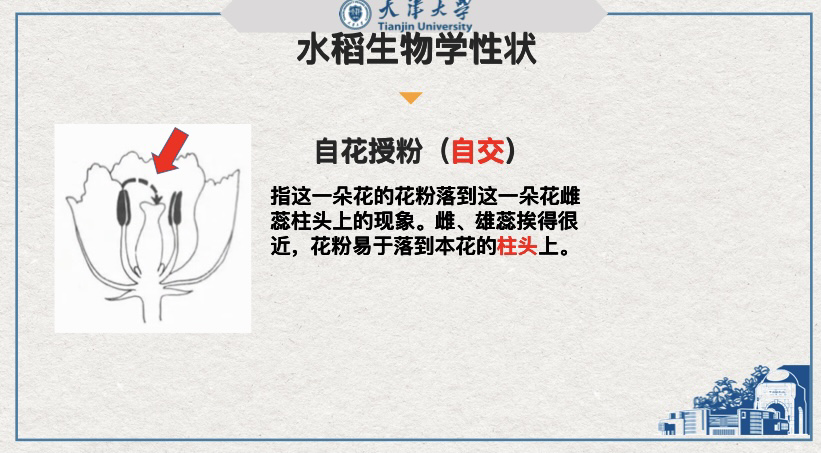 天津大学
Tianjin University
水稻生物学性状
自花授粉（自交）
指这一朵花的花粉落到这一朵花雌
蕊柱头上的现象。雌、雄蕊挨得很
近，花粉易于落到本花的柱头上。